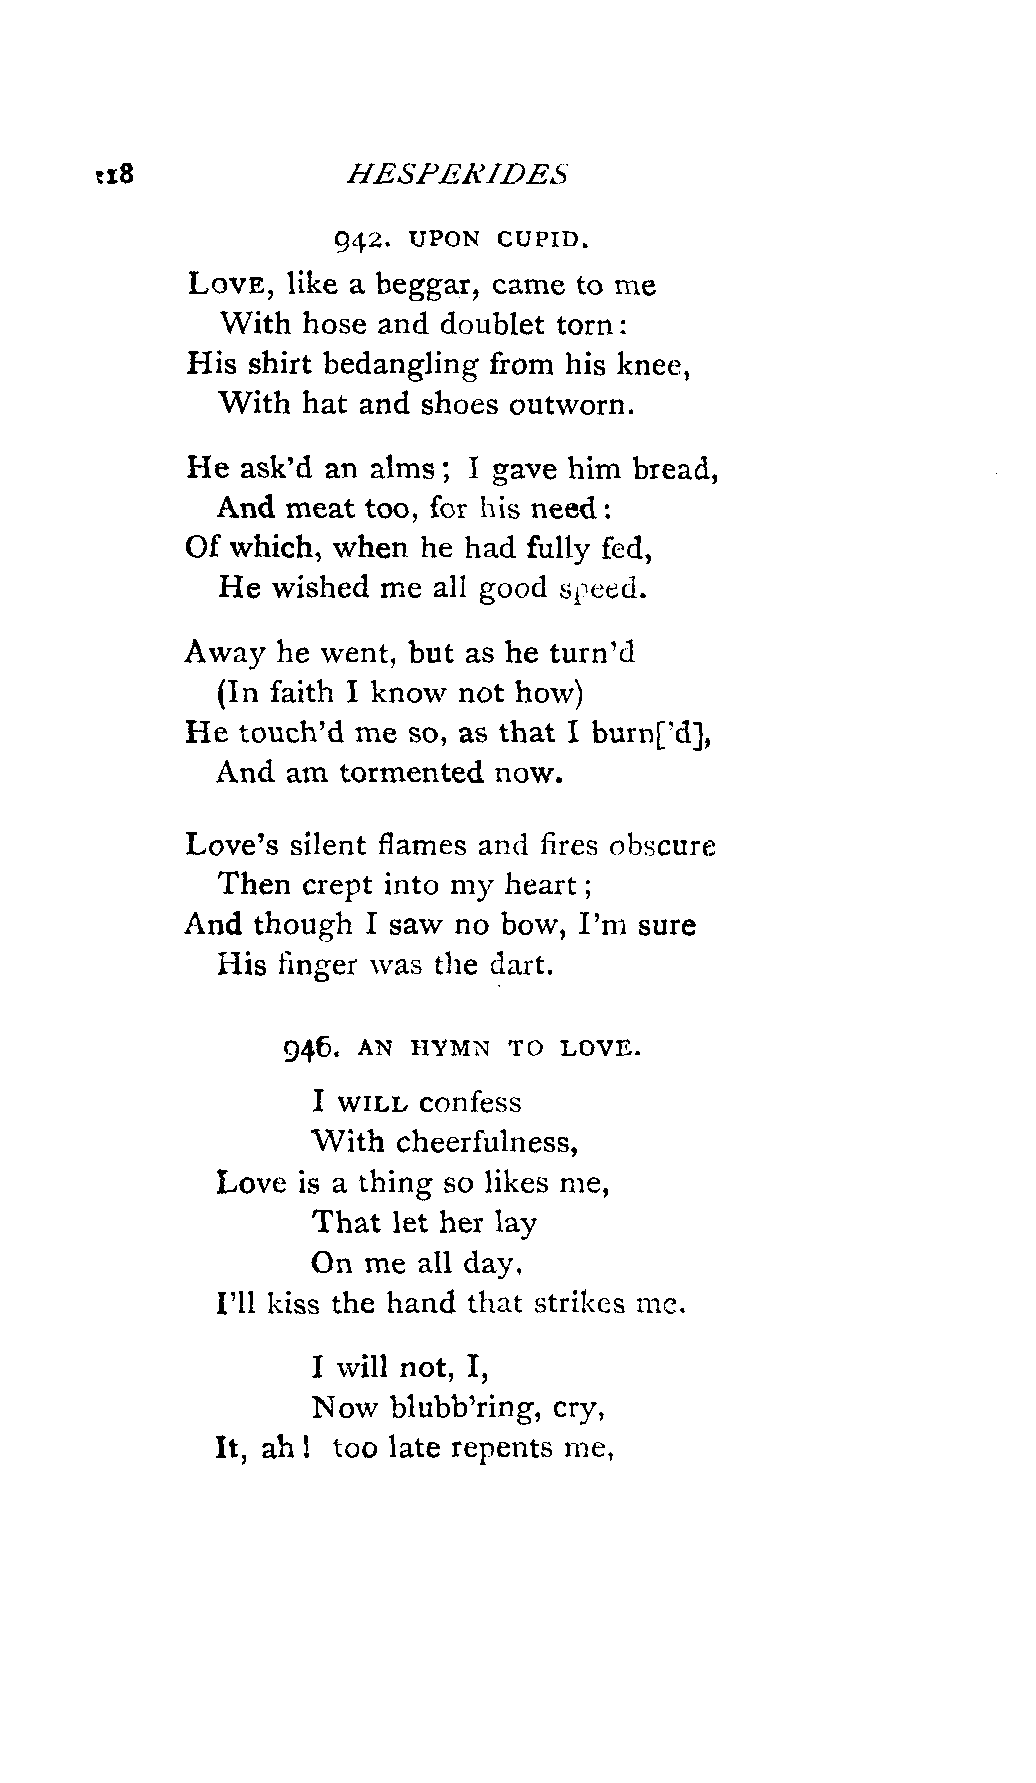 118 HESPERIDES
942. UPON CUPID.
LOVE, like a beggar, came to me
With hose and doublet torn:
His shirt bedangling from his knee,
With hat and shoes outworn.
He ask'd an alms; I gave him bread,
And meat too, for his need:
Of which, when he had fully fed,
He wished me all good speed.
Away he went, but as he turn'd
(In faith I know not how)
He touch'd me so, as that I burn['d],
And am tormented now.
Love's silent flames and fires obscure
Then crept into my heart;
And though I saw no bow, I'm sure
His finger was the dart.
946. AN HYMN TO LOVE.
I WILL confess
With cheerfulness,
Love is a thing so likes me,
That let her lay
On me all day,
I'll kiss the hand that strikes me.
I will not, I,
Now blubb'ring, cry,
It, ah! too late repents me,